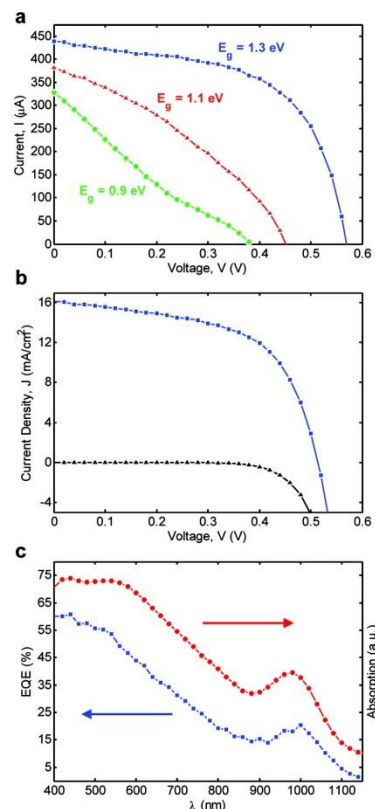 a
450
400
350
300
250
200
150
100
50
0
Current, I (µA)
E_g = 1.3 eV
E_g = 1.1 eV
E_g = 0.9 eV
0 0.1 0.2 0.3 0.4 0.5 0.6
Voltage, V (V)
b
16
12
8
4
0
-4
Current Density, J (mA/cm²)
0 0.1 0.2 0.3 0.4 0.5 0.6
Voltage, V (V)
c
75
65
55
45
35
25
15
5
EQE (%)
Absorption (a.u.)
400 500 600 700 800 900 1000 1100
λ (nm)